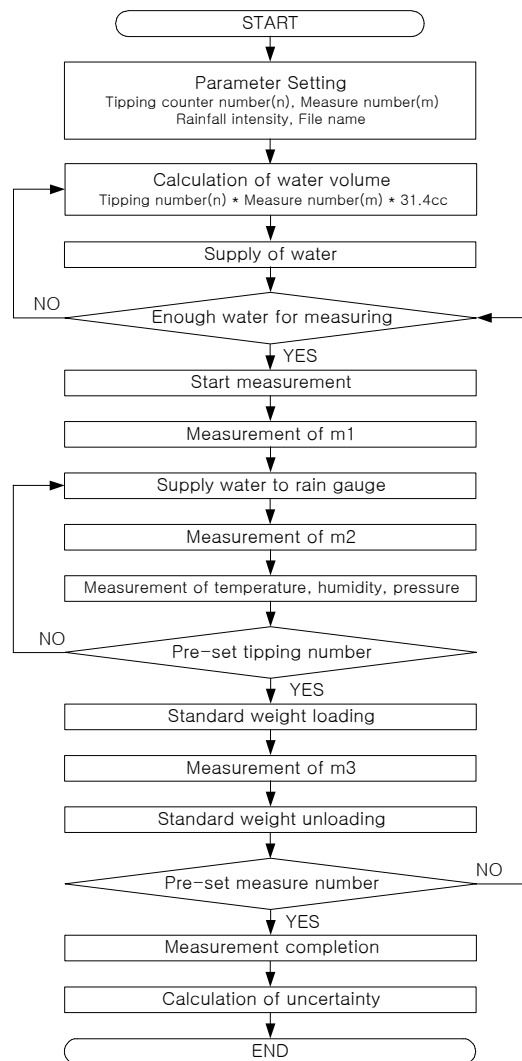 START
Parameter Setting
Tipping counter number(n), Measure number(m)
Rainfall intensity, File name
Calculation of water volume
Tipping number(n) * Measure number(m) * 31.4cc
Supply of water
NO
Enough water for measuring
YES
Start measurement
Measurement of m1
Supply water to rain gauge
Measurement of m2
Measurement of temperature, humidity, pressure
NO
Pre-set tipping number
YES
Standard weight loading
Measurement of m3
Standard weight unloading
Pre-set measure number
NO
YES
Measurement completion
Calculation of uncertainty
END